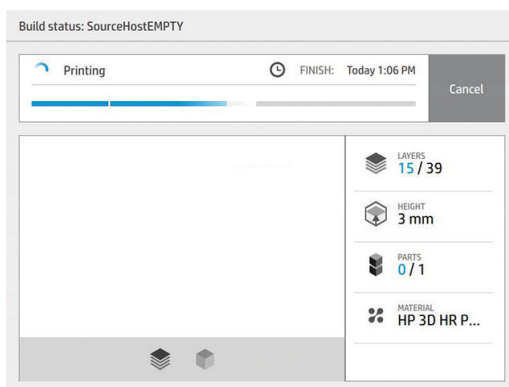 Build status: SourceHostEMPTY
Printing
FINISH: Today 1:06 PM
Cancel
LAYERS
15 / 39
HEIGHT
3 mm
PARTS
0 / 1
MATERIAL
HP 3D HR P...